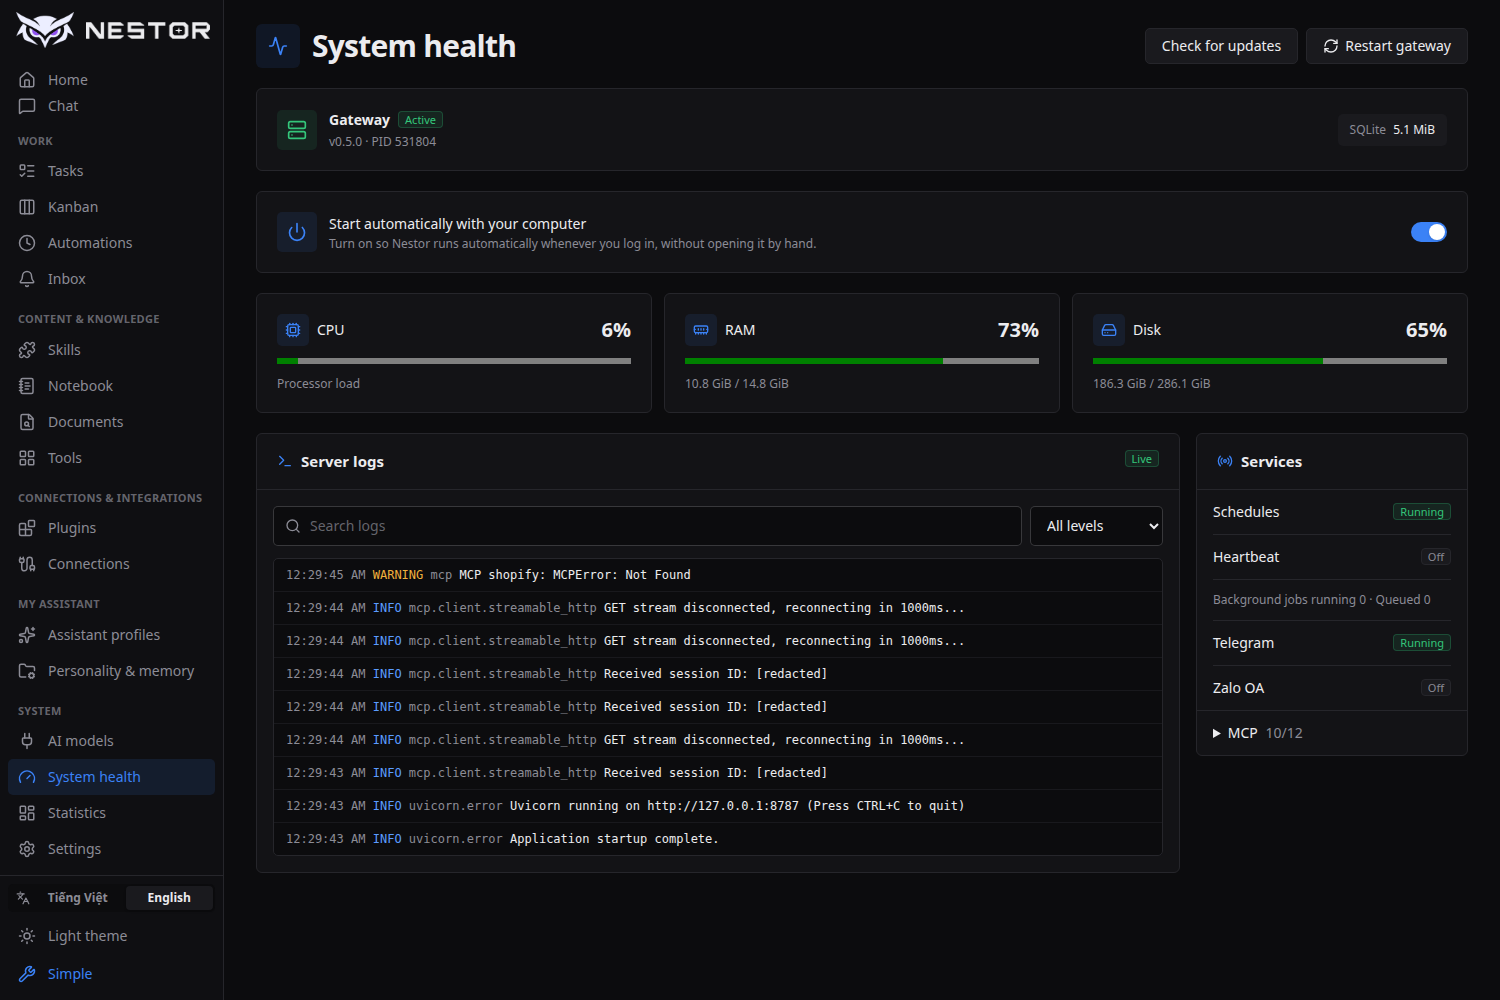 NESTOR
Home
Chat
WORK
Tasks
Kanban
Automations
Inbox
CONTENT & KNOWLEDGE
Skills
Notebook
Documents
Tools
CONNECTIONS & INTEGRATIONS
Plugins
Connections
MY ASSISTANT
Assistant profiles
Personality & memory
SYSTEM
AI models
System health
Statistics
Settings
Tiếng Việt English
Light theme
Simple
System health
Check for updates
Restart gateway
Gateway Active
v0.5.0 · PID 531804
SQLite 5.1 MiB
Start automatically with your computer
Turn on so Nestor runs automatically whenever you log in, without opening it by hand.
CPU 6%
Processor load
RAM 73%
10.8 GiB / 14.8 GiB
Disk 65%
186.3 GiB / 286.1 GiB
Server logs Live
Search logs
All levels
12:29:45 AM WARNING mcp MCP shopify: MCPError: Not Found
12:29:44 AM INFO mcp.client.streamable_http GET stream disconnected, reconnecting in 1000ms...
12:29:44 AM INFO mcp.client.streamable_http GET stream disconnected, reconnecting in 1000ms...
12:29:44 AM INFO mcp.client.streamable_http Received session ID: [redacted]
12:29:44 AM INFO mcp.client.streamable_http Received session ID: [redacted]
12:29:44 AM INFO mcp.client.streamable_http GET stream disconnected, reconnecting in 1000ms...
12:29:43 AM INFO mcp.client.streamable_http Received session ID: [redacted]
12:29:43 AM INFO uvicorn.error Uvicorn running on http://127.0.0.1:8787 (Press CTRL+C to quit)
12:29:43 AM INFO uvicorn.error Application startup complete.
Services
Schedules Running
Heartbeat Off
Background jobs running 0 · Queued 0
Telegram Running
Zalo OA Off
MCP 10/12